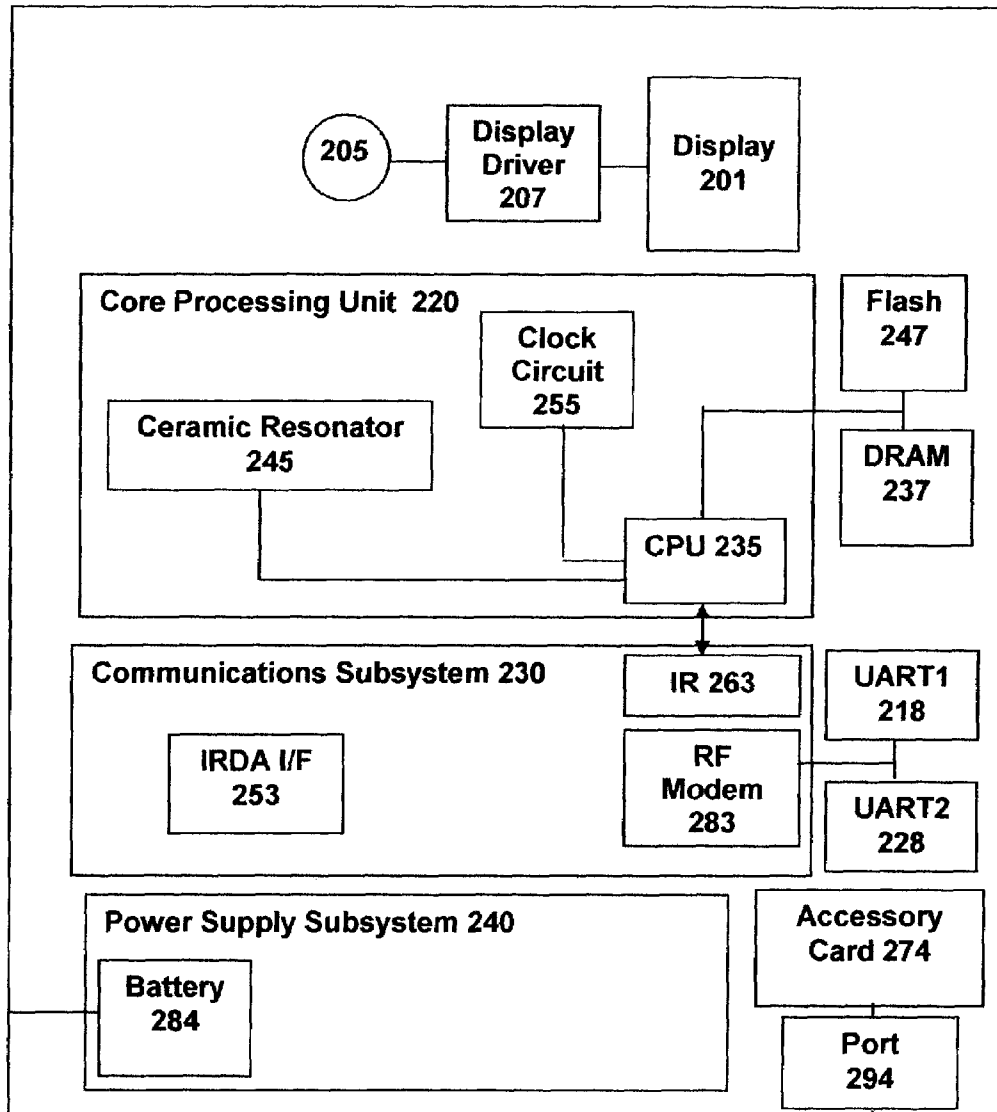 205
Display
Driver
207
Display
201
Core Processing Unit 220
Clock
Circuit
255
Ceramic Resonator
245
CPU 235
Flash
247
DRAM
237
Communications Subsystem 230
IR 263
IRDA I/F
253
RF
Modem
283
UART1
218
UART2
228
Power Supply Subsystem 240
Battery
284
Accessory
Card 274
Port
294